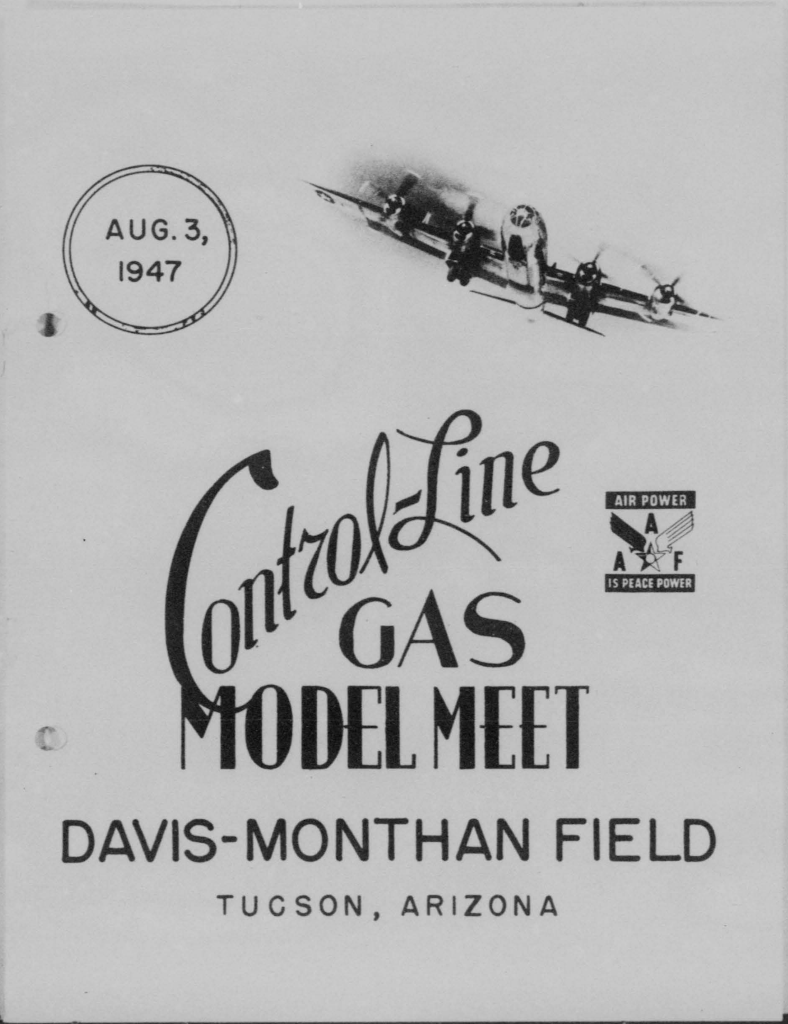 AUG. 3,
1947
Control-Line
GAS
MODEL MEET
AIR POWER
A
A F
IS PEACE POWER
DAVIS-MONTHAN FIELD
TUCSON, ARIZONA